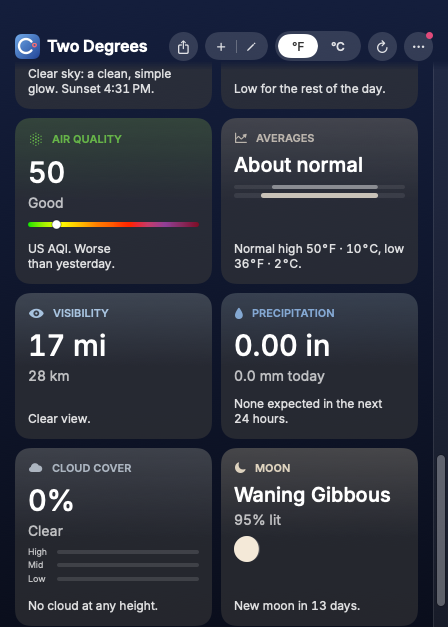 Two Degrees
+
°F
°C
Clear sky: a clean, simple
glow. Sunset 4:31 PM.
Low for the rest of the day.
AIR QUALITY
50
Good
US AQI. Worse
than yesterday.
AVERAGES
About normal
Normal high 50°F · 10°C, low
36°F · 2°C.
VISIBILITY
17 mi
28 km
Clear view.
PRECIPITATION
0.00 in
0.0 mm today
None expected in the next
24 hours.
CLOUD COVER
0%
Clear
High
Mid
Low
No cloud at any height.
MOON
Waning Gibbous
95% lit
New moon in 13 days.